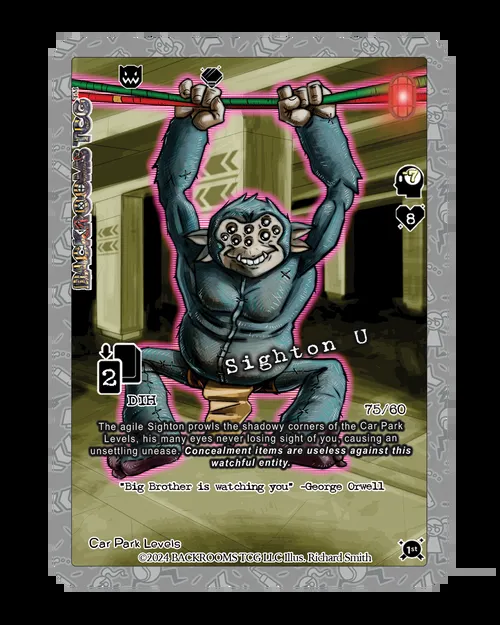 BACKROOMS TCG
7
8
Sighton U
2
DIH
75/60
The agile Sighton prowls the shadowy corners of the Car Park
Levels, his many eyes never losing sight of you, causing an
unsettling unease. Concealment items are useless against this
watchful entity.
"Big Brother is watching you" -George Orwell
Car Park Levels
©2024 BACKROOMS TCG LLC Illus. Richard Smith
1st